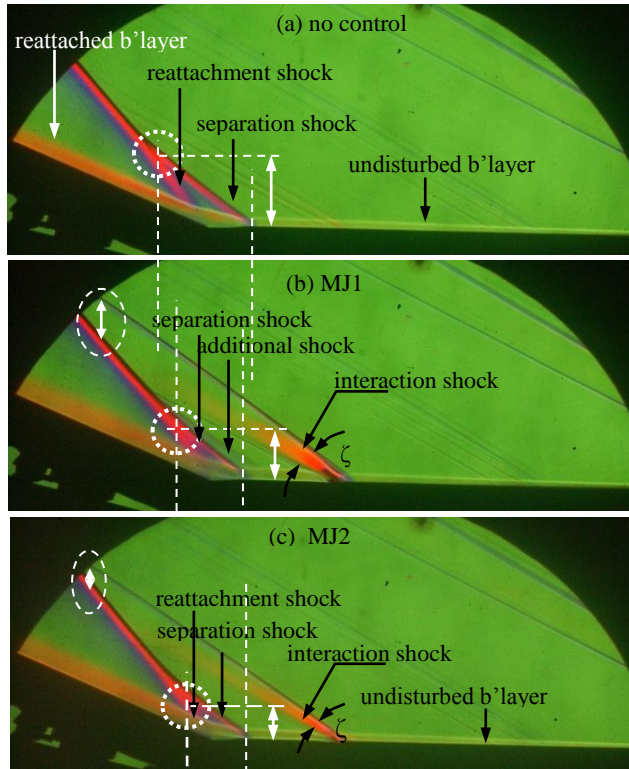 (a) no control
reattached b'layer
reattachment shock
separation shock
undisturbed b'layer
(b) MJ1
separation shock
additional shock
interaction shock
ζ
(c) MJ2
reattachment shock
separation shock
interaction shock
undisturbed b'layer
ζ